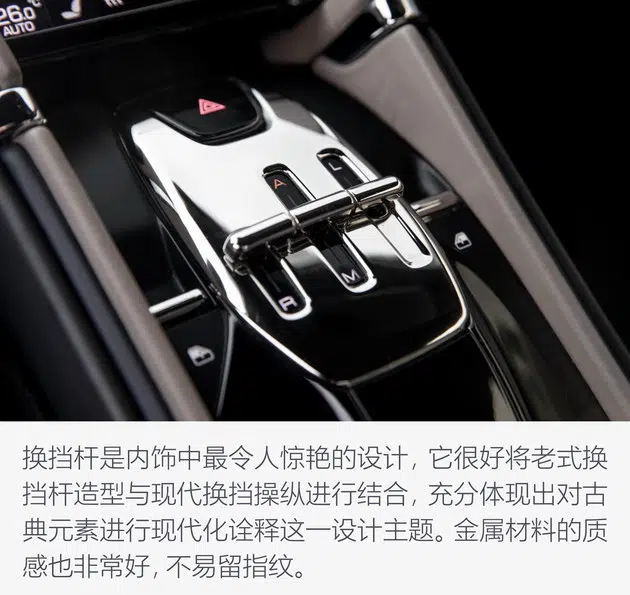 26.0°C
AUTO
A
L
R
M
换挡杆是内饰中最令人惊艳的设计，它很好将老式换
挡杆造型与现代换挡操纵进行结合，充分体现出对古
典元素进行现代化诠释这一设计主题。金属材料的质
感也非常好，不易留指纹。